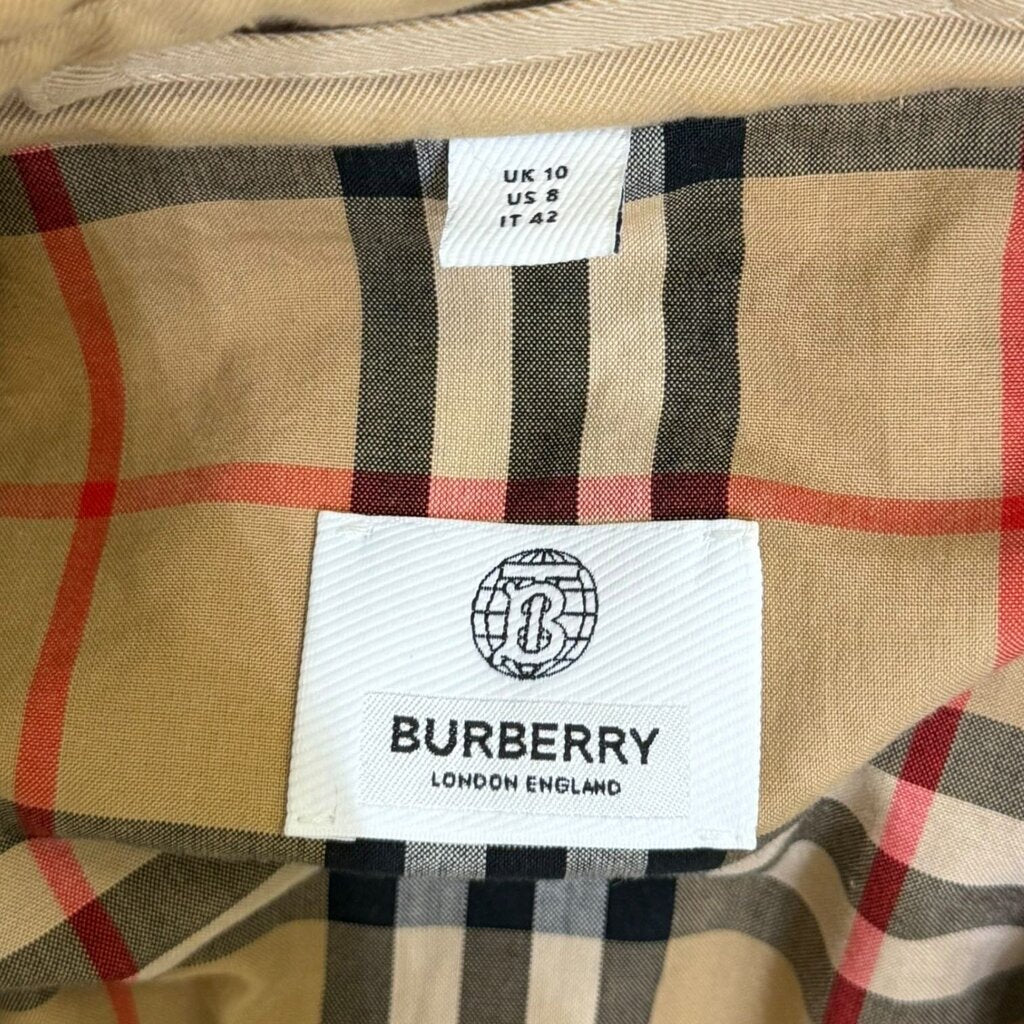 UK 10
US 8
IT 42
B
BURBERRY
LONDON ENGLAND